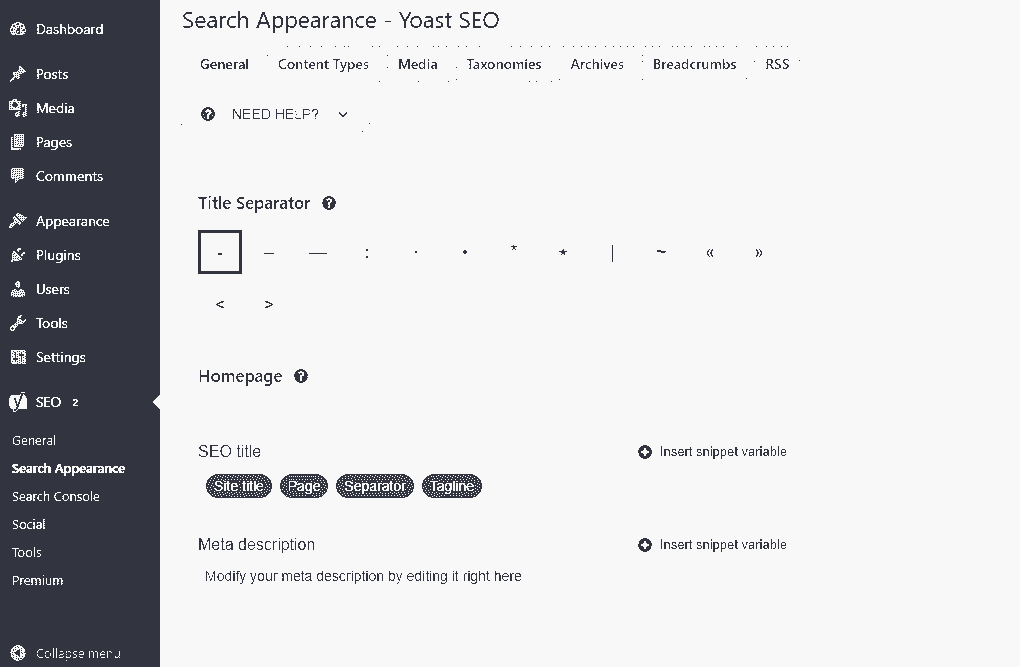 Dashboard
Posts
Media
Pages
Comments
Appearance
Plugins
Users
Tools
Settings
SEO 2
General
Search Appearance
Search Console
Social
Tools
Premium
Collapse menu
Search Appearance - Yoast SEO
General Content Types Media Taxonomies Archives Breadcrumbs RSS
NEED HELP?
Title Separator
- – — : · • * ⋆ | ~ « »
< >
Homepage
SEO title Insert snippet variable
Site title Page Separator Tagline
Meta description Insert snippet variable
Modify your meta description by editing it right here